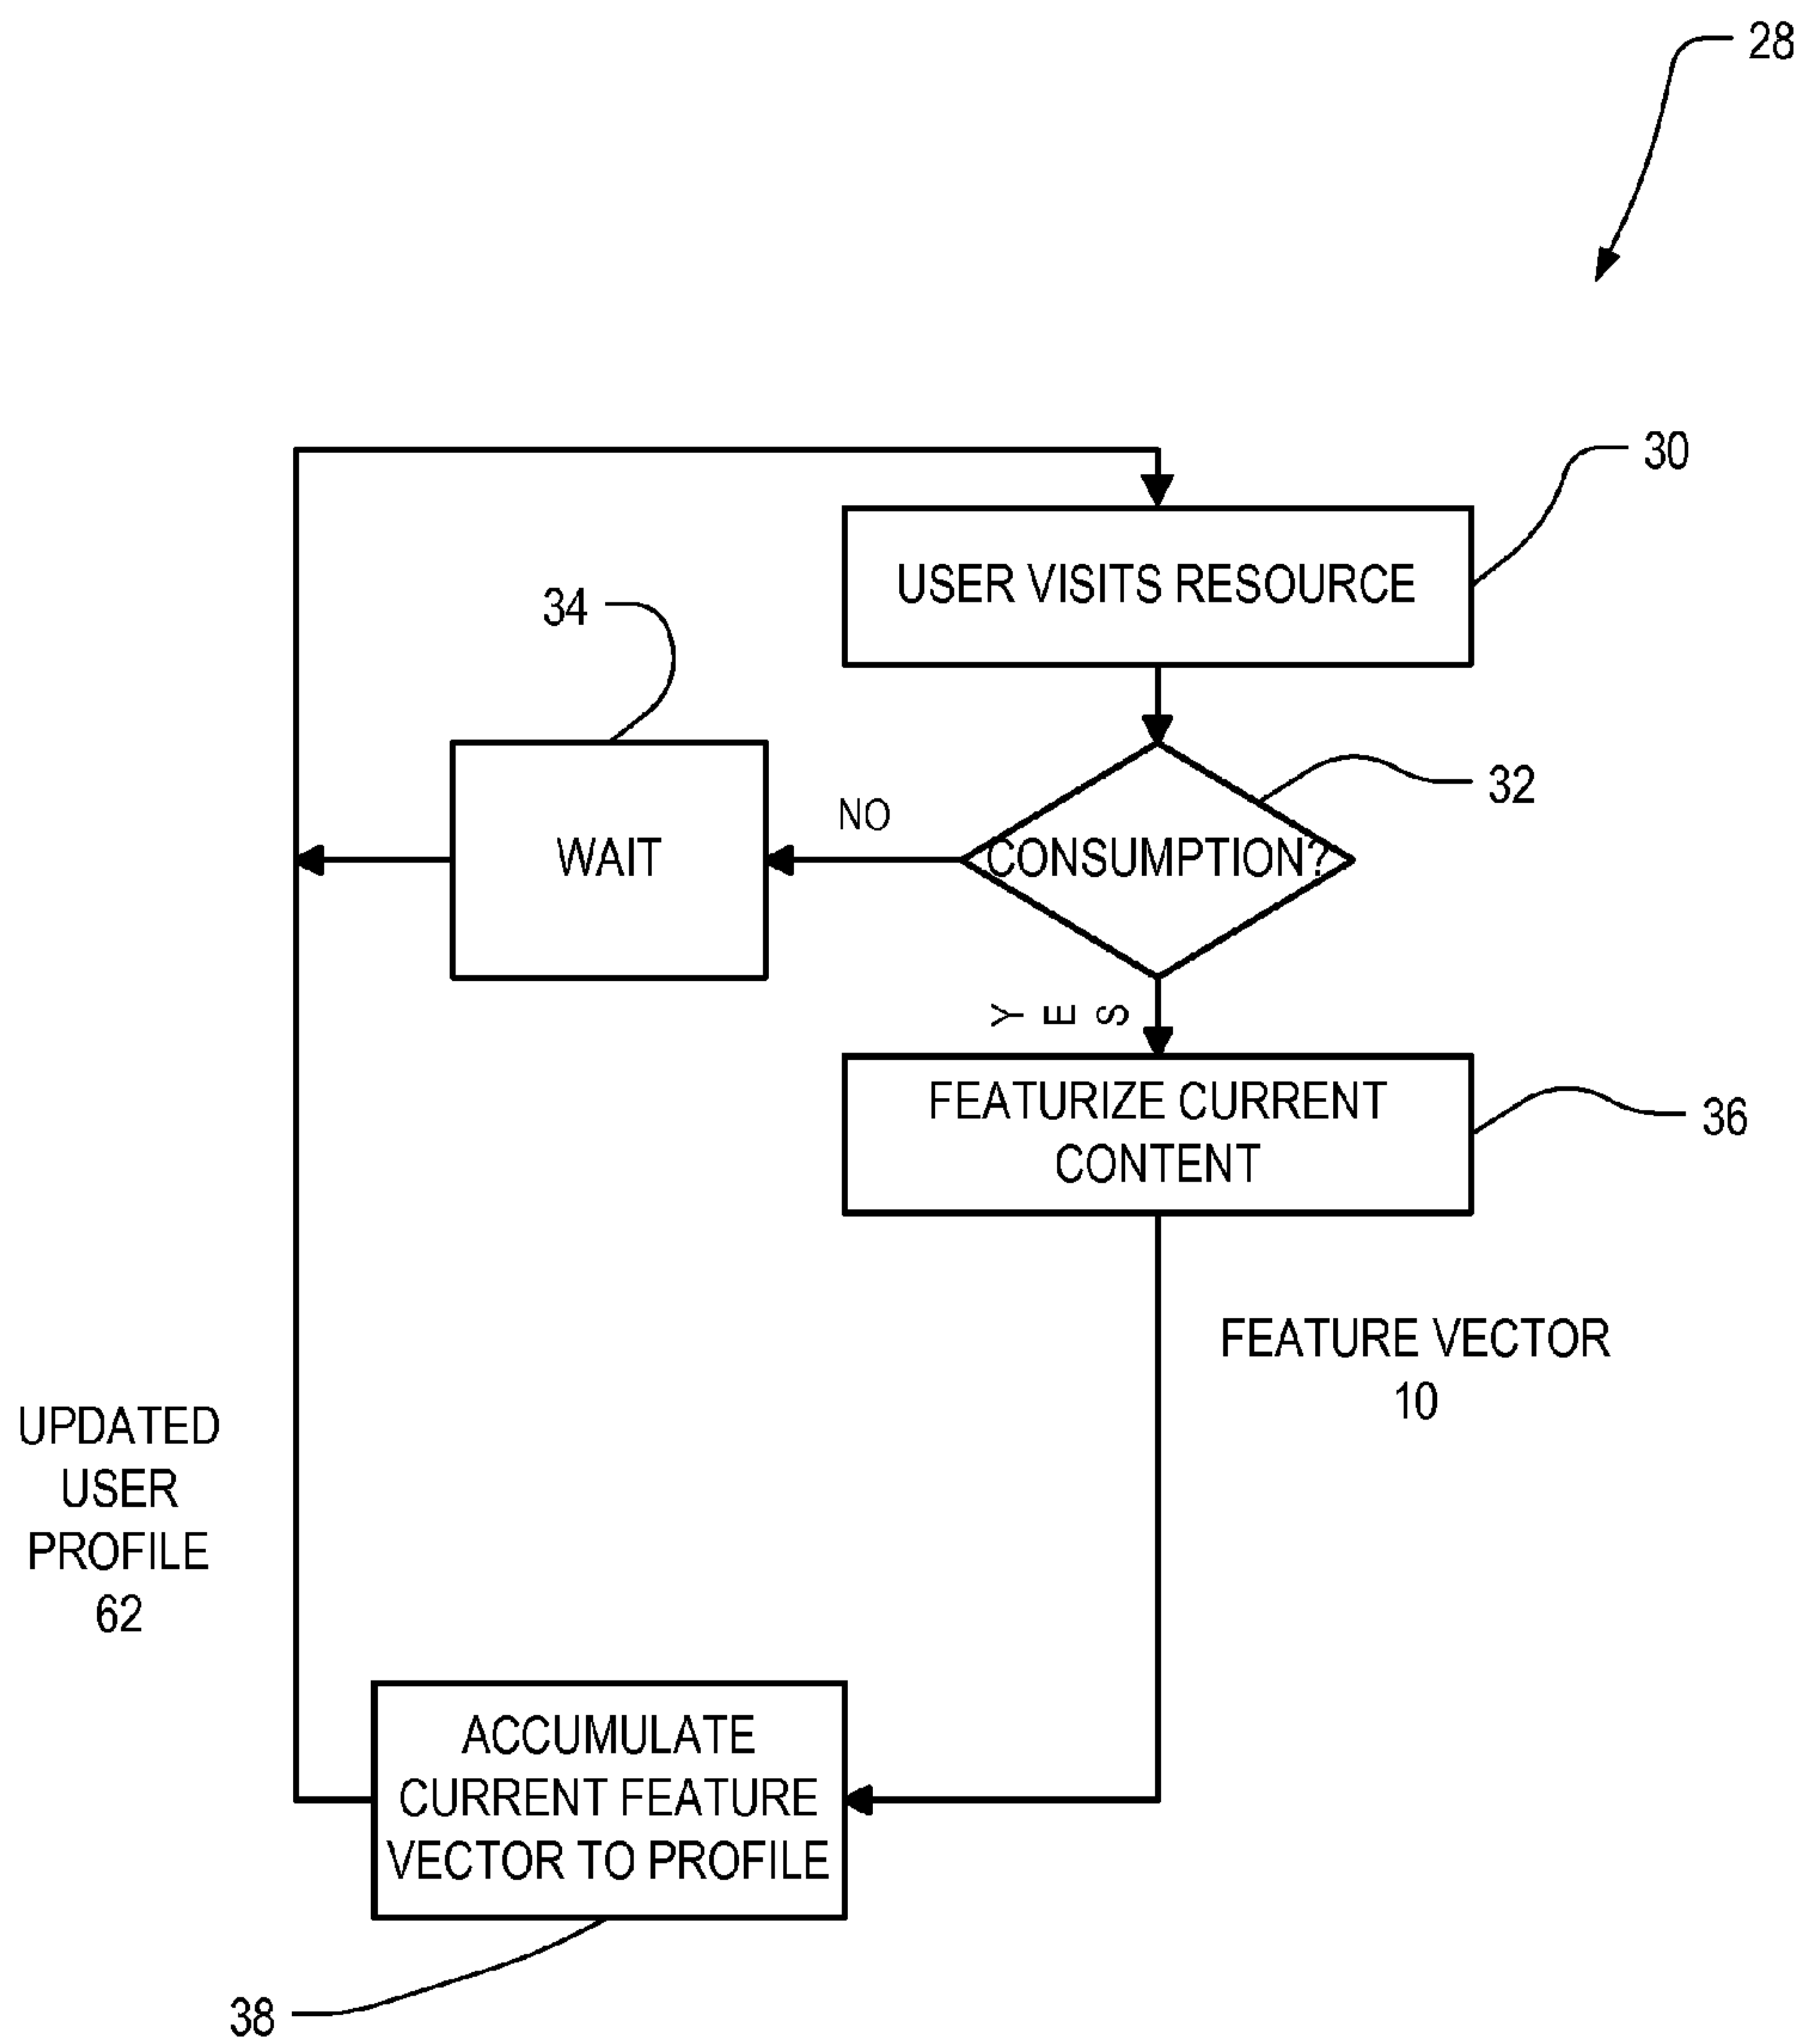 28
30
USER VISITS RESOURCE
34
32
NO
CONSUMPTION?
WAIT
YES
FEATURIZE CURRENT
CONTENT
36
FEATURE VECTOR
10
UPDATED
USER
PROFILE
62
ACCUMULATE
CURRENT FEATURE
VECTOR TO PROFILE
38